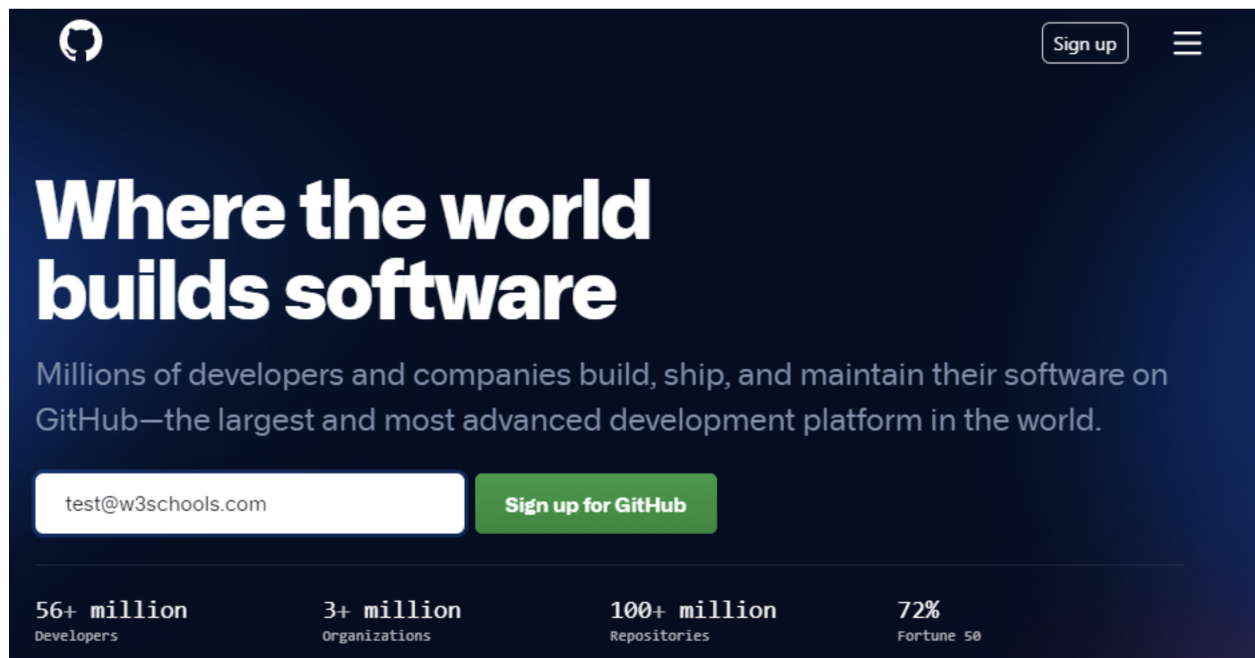 Sign up
Where the world
builds software
Millions of developers and companies build, ship, and maintain their software on
GitHub—the largest and most advanced development platform in the world.
test@w3schools.com
Sign up for GitHub
56+ million
Developers
3+ million
Organizations
100+ million
Repositories
72%
Fortune 50